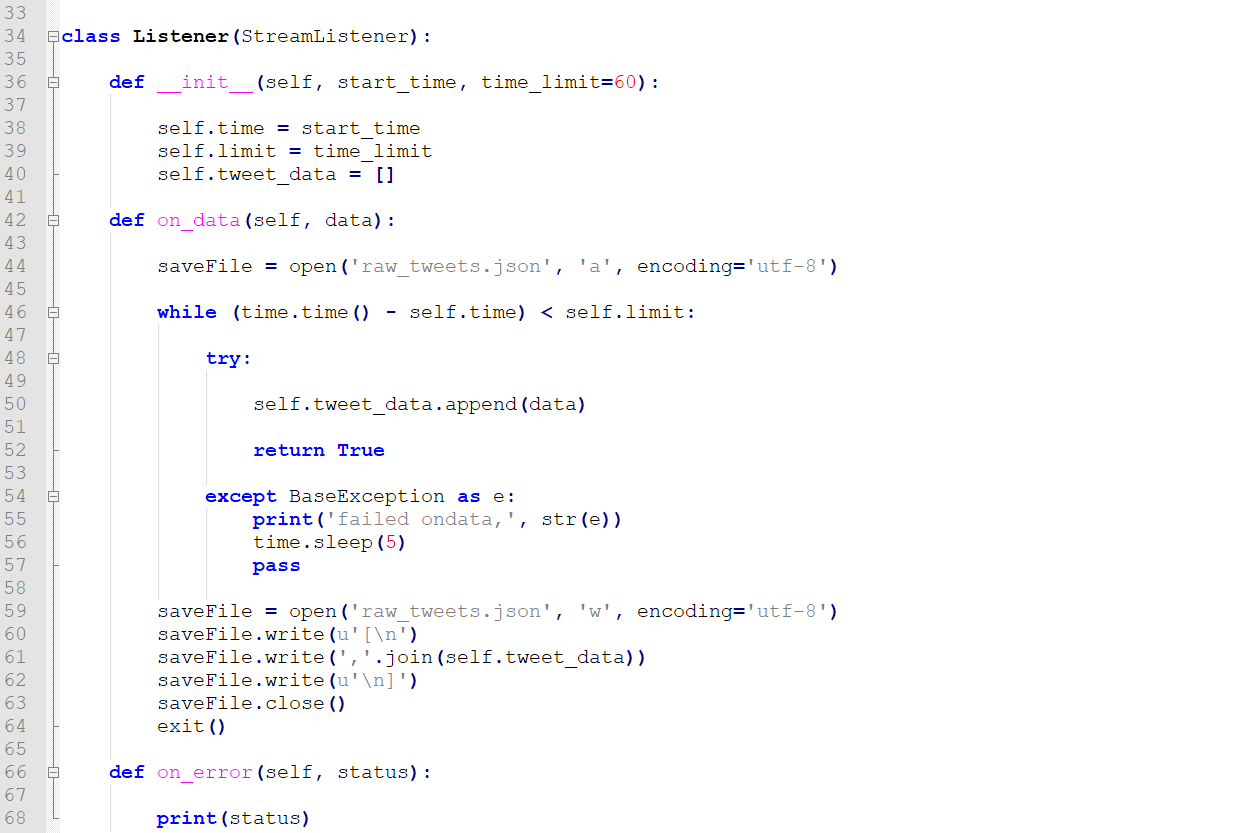 33
34 class Listener(StreamListener):
35
36     def __init__(self, start_time, time_limit=60):
37
38         self.time = start_time
39         self.limit = time_limit
40         self.tweet_data = []
41
42     def on_data(self, data):
43
44         saveFile = open('raw_tweets.json', 'a', encoding='utf-8')
45
46         while (time.time() - self.time) < self.limit:
47
48             try:
49
50                 self.tweet_data.append(data)
51
52                 return True
53
54             except BaseException as e:
55                 print('failed ondata,', str(e))
56                 time.sleep(5)
57                 pass
58
59         saveFile = open('raw_tweets.json', 'w', encoding='utf-8')
60         saveFile.write(u'[\n')
61         saveFile.write(','.join(self.tweet_data))
62         saveFile.write(u'\n]')
63         saveFile.close()
64         exit()
65
66     def on_error(self, status):
67
68         print(status)